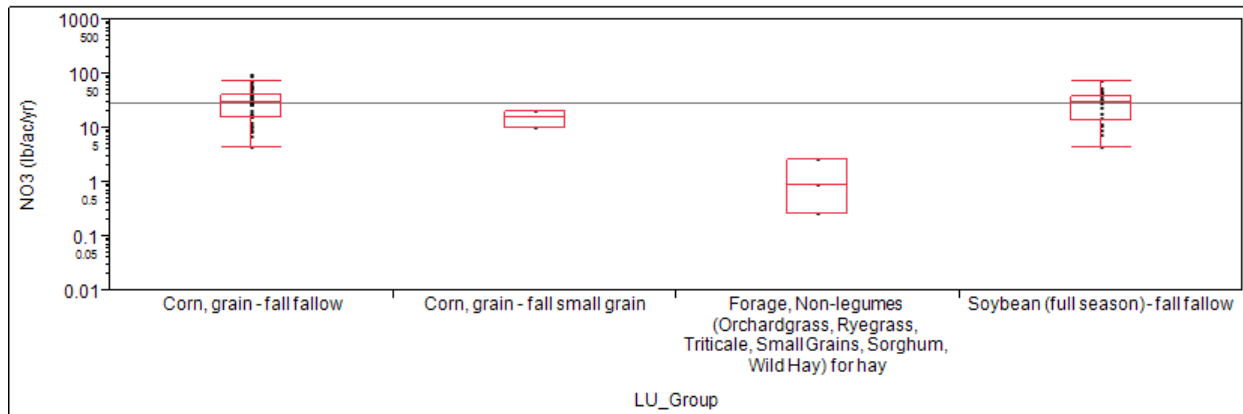 1000
500
100
50
10
5
1
0.5
0.1
0.05
0.01
NO3 (lb/ac/yr)
Corn, grain - fall fallow
Corn, grain - fall small grain
Forage, Non-legumes
(Orchardgrass, Ryegrass,
Triticale, Small Grains, Sorghum,
Wild Hay) for hay
Soybean (full season) - fall fallow
LU_Group